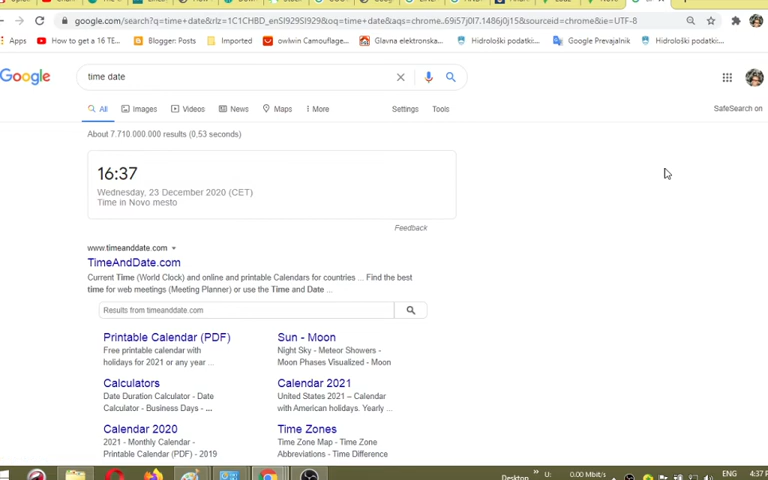 google.com/search?q=time+date&rlz=1C1CHBD_enSI929SI929&oq=time+date&aqs=chrome..69i57j0l7.1486j0j15&sourceid=chrome&ie=UTF-8
Apps How to get a 16 TE... Blogger: Posts Imported owlwin Camouflage... Glavna elektronska... Hidrološki podatki:... Google Prevajalnik Hidrološki podatki:...
Google time date
All Images Videos News Maps More Settings Tools SafeSearch on
About 7.710.000.000 results (0,53 seconds)
16:37
Wednesday, 23 December 2020 (CET)
Time in Novo mesto
Feedback
www.timeanddate.com
TimeAndDate.com
Current Time (World Clock) and online and printable Calendars for countries ... Find the best
time for web meetings (Meeting Planner) or use the Time and Date ...
Results from timeanddate.com
Printable Calendar (PDF)
Free printable calendar with
holidays for 2021 or any year ...
Sun - Moon
Night Sky - Meteor Showers -
Moon Phases Visualized - Moon
Calculators
Date Duration Calculator - Date
Calculator - Business Days - ...
Calendar 2021
United States 2021 – Calendar
with American holidays. Yearly ...
Calendar 2020
2021 - Monthly Calendar -
Printable Calendar (PDF) - 2019
Time Zones
Time Zone Map - Time Zone
Abbreviations - Time Difference
Desktop U: 0.00 Mbit/s ENG 4:37 P